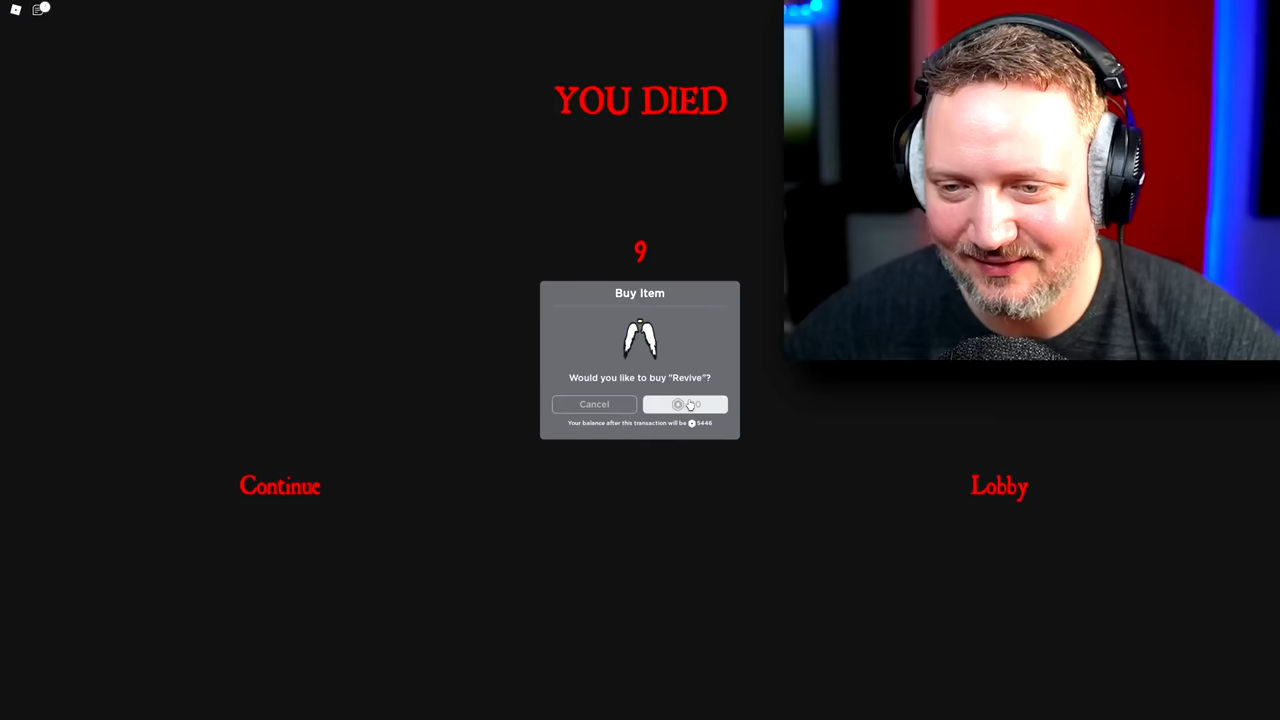 YOU DIED
9
Buy Item
Would you like to buy "Revive"?
Cancel
Your balance after this transaction will be 5446
Continue
Lobby